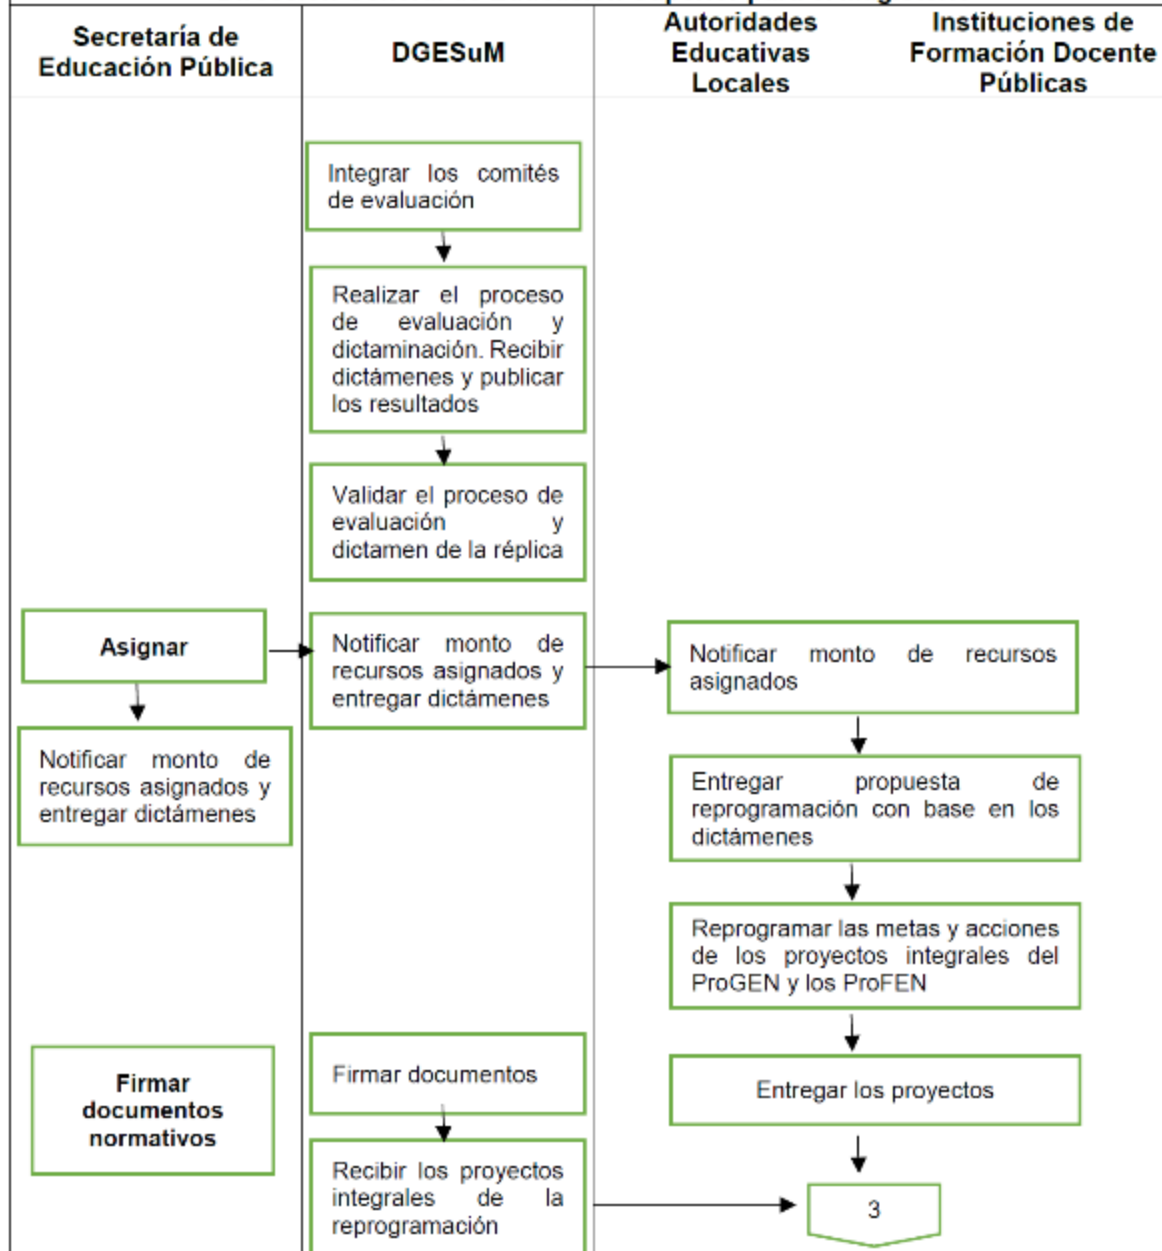 Secretaría de
Educación Pública
DGESuM
Autoridades
Educativas
Locales
Instituciones de
Formación Docente
Públicas
Integrar los comités
de evaluación
Realizar el proceso
de evaluación y
dictaminación. Recibir
dictámenes y publicar
los resultados
Validar el proceso de
evaluación y
dictamen de la réplica
Asignar
Notificar monto de
recursos asignados y
entregar dictámenes
Notificar monto de recursos
asignados
Notificar monto de
recursos asignados y
entregar dictámenes
Entregar propuesta de
reprogramación con base en los
dictámenes
Reprogramar las metas y acciones
de los proyectos integrales del
ProGEN y los ProFEN
Firmar
documentos
normativos
Firmar documentos
Entregar los proyectos
Recibir los proyectos
integrales de la
reprogramación
3